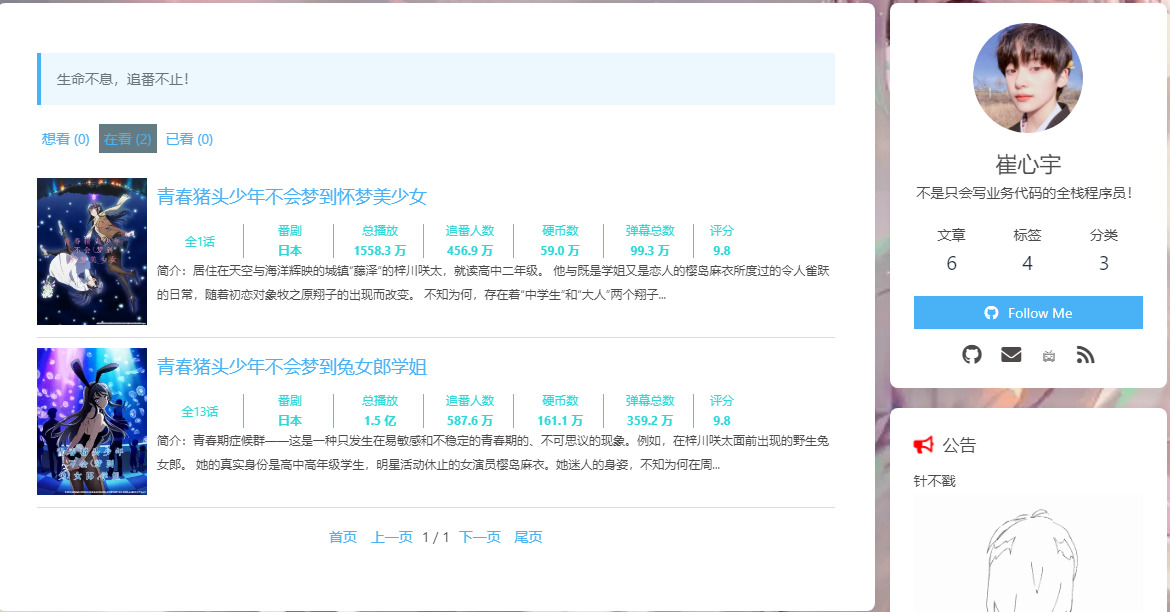 生命不息，追番不止！
想看 (0) 在看 (2) 已看 (0)
青春猪头少年不会梦到怀梦美少女
全1话
番剧
日本
总播放
1558.3 万
追番人数
456.9 万
硬币数
59.0 万
弹幕总数
99.3 万
评分
9.8
简介：居住在天空与海洋辉映的城镇“藤泽”的梓川咲太，就读高中二年级。 他与既是学姐又是恋人的樱岛麻衣所度过的令人雀跃
的日常，随着初恋对象牧之原翔子的出现而改变。 不知为何，存在着“中学生”和“大人”两个翔子...
青春猪头少年不会梦到兔女郎学姐
全13话
番剧
日本
总播放
1.5 亿
追番人数
587.6 万
硬币数
161.1 万
弹幕总数
359.2 万
评分
9.8
简介：青春期症候群——这是一种只发生在易敏感和不稳定的青春期的、不可思议的现象。例如，在梓川咲太面前出现的野生兔
女郎。 她的真实身份是高中高年级学生，明星活动休止的女演员樱岛麻衣。她迷人的身姿，不知为何在周...
首页 上一页 1 / 1 下一页 尾页
崔心宇
不是只会写业务代码的全栈程序员！
文章 标签 分类
6 4 3
Follow Me
公告
针不戳